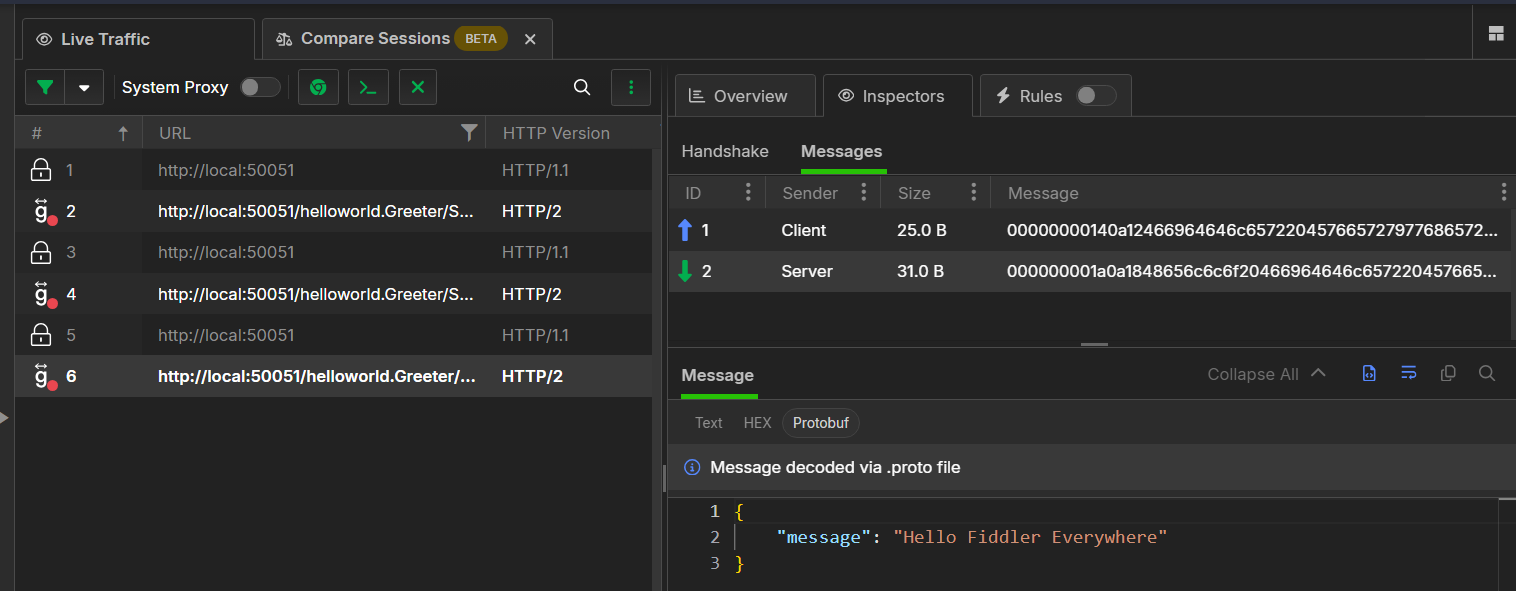 Live Traffic
Compare Sessions BETA
System Proxy
# URL HTTP Version
1 http://local:50051 HTTP/1.1
2 http://local:50051/helloworld.Greeter/S... HTTP/2
3 http://local:50051 HTTP/1.1
4 http://local:50051/helloworld.Greeter/S... HTTP/2
5 http://local:50051 HTTP/1.1
6 http://local:50051/helloworld.Greeter/... HTTP/2
Overview Inspectors Rules
Handshake Messages
ID Sender Size Message
1 Client 25.0 B 00000000140a12466964646c657220457665727977686572...
2 Server 31.0 B 000000001a0a1848656c6c6f20466964646c657220457665...
Message Collapse All
Text HEX Protobuf
Message decoded via .proto file
1 {
2 "message": "Hello Fiddler Everywhere"
3 }